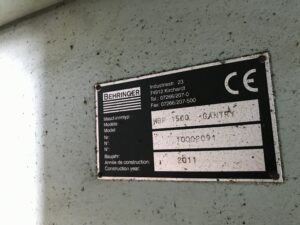 BEHRINGER
Industriestr. 23
74912 Kirchardt
Tel.: 07266/207-0
Fax: 07266/207-500
CE
Maschinentyp:
Modèle:
Model:
HBP 1500 GANTRY
Nr.:
N°:
N°:
10002091
Baujahr:
Année de construction:
Construction year:
2011